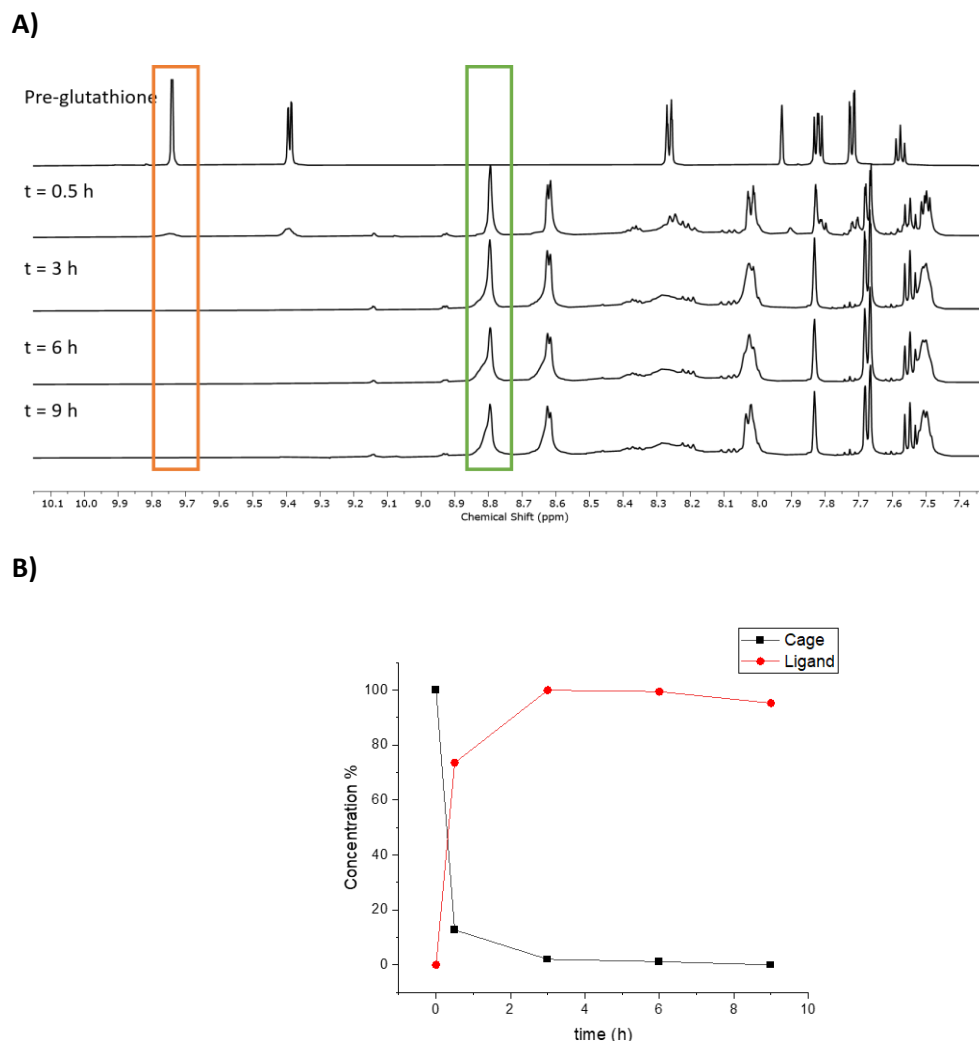 A)
Pre-glutathione
t = 0.5 h
t = 3 h
t = 6 h
t = 9 h
10.1 10.0 9.9 9.8 9.7 9.6 9.5 9.4 9.3 9.2 9.1 9.0 8.9 8.8 8.7 8.6 8.5 8.4 8.3 8.2 8.1 8.0 7.9 7.8 7.7 7.6 7.5 7.4
Chemical Shift (ppm)
B)
Cage
Ligand
100
80
60
40
20
0
Concentration %
0 2 4 6 8 10
time (h)